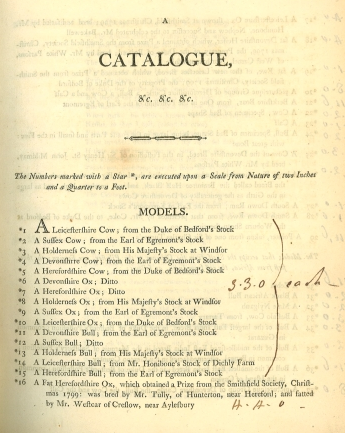 A
CATALOGUE,
&c. &c. &c.
The Numbers marked with a Star *, are executed upon a Scale from Nature of two Inches
and a Quarter to a Foot.
MODELS.
*1 A Leicestershire Cow; from the Duke of Bedford's Stock
*2 A Sussex Cow; from the Earl of Egremont's Stock
*3 A Holderness Cow; from His Majesty's Stock at Windsor
*4 A Devonshire Cow; from the Earl of Egremont's Stock
*5 A Herefordshire Cow; from the Duke of Bedford's Stock
*6 A Devonshire Ox; Ditto
*7 A Herefordshire Ox; Ditto
*8 A Holderness Ox; from His Majesty's Stock at Windsor
*9 A Sussex Ox; from the Earl of Egremont's Stock
*10 A Leicestershire Ox; from the Duke of Bedford's Stock
*11 A Devonshire Bull; from the Earl of Egremont's Stock
*12 A Sussex Bull; Ditto
*13 A Holderness Bull; from His Majesty's Stock at Windsor
*14 A Leicestershire Bull; from Mr. Honibone's Stock of Dechly Farm
*15 A Herefordshire Bull; from the Earl of Egremont's Stock
3.3.0 each
*16 A Fat Herefordshire Ox, which obtained a Prize from the Smithfield Society, Christ-
mas 1799: was bred by Mr. Tully, of Hunterton, near Hereford; and fatted
by Mr. Westcar of Creslow, near Aylesbury 4.4.0